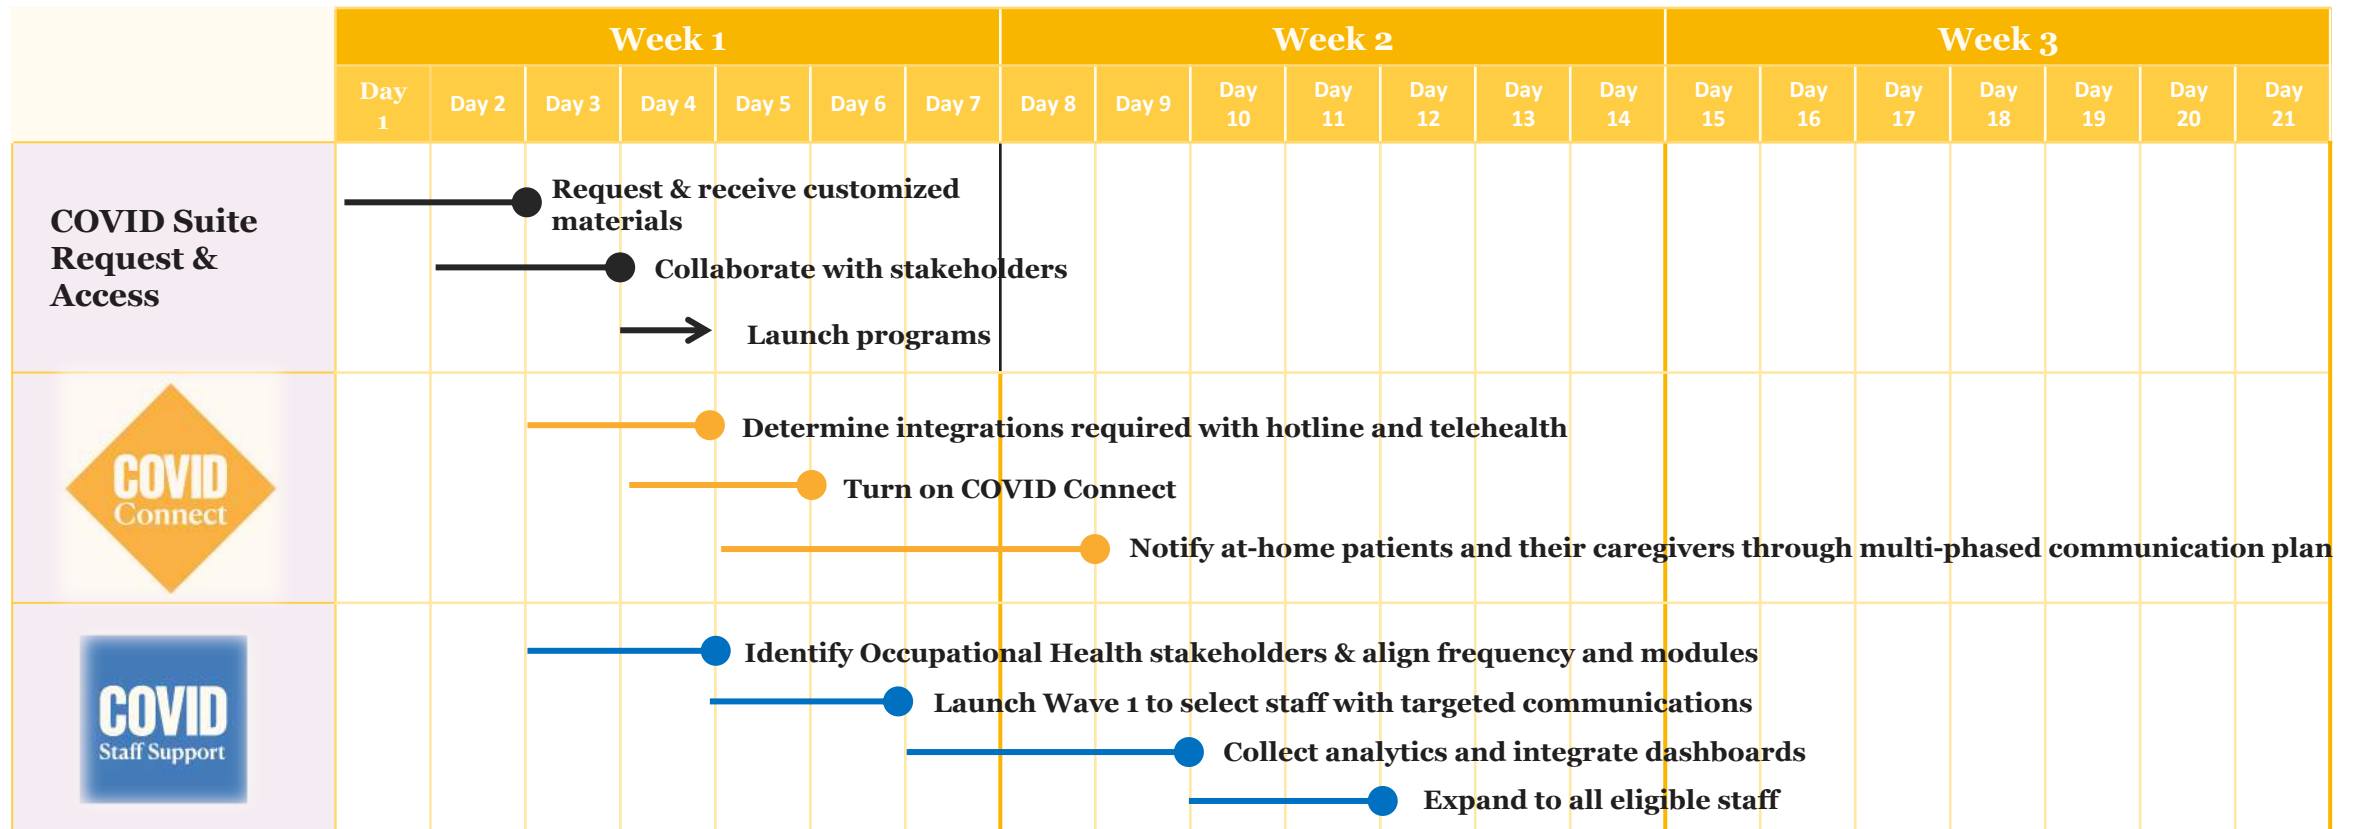 Week 1
Week 2
Week 3
Day
1
Day 2
Day 3
Day 4
Day 5
Day 6
Day 7
Day 8
Day 9
Day
10
Day
11
Day
12
Day
13
Day
14
Day
15
Day
16
Day
17
Day
18
Day
19
Day
20
Day
21
COVID Suite
Request &
Access
Request & receive customized
materials
Collaborate with stakeholders
Launch programs
COVID
Connect
Determine integrations required with hotline and telehealth
Turn on COVID Connect
Notify at-home patients and their caregivers through multi-phased communication plan
COVID
Staff Support
Identify Occupational Health stakeholders & align frequency and modules
Launch Wave 1 to select staff with targeted communications
Collect analytics and integrate dashboards
Expand to all eligible staff